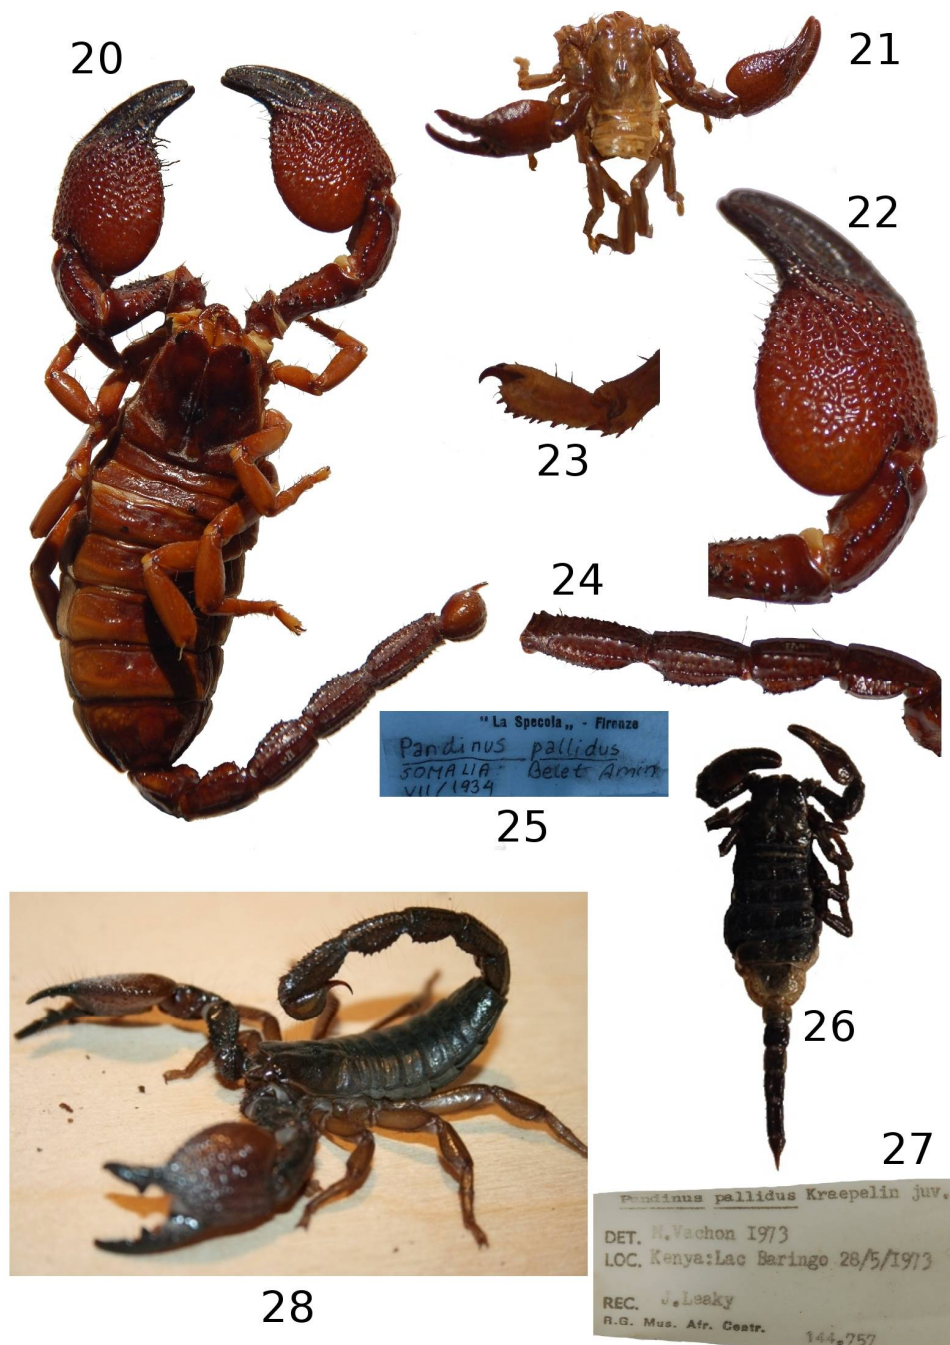 20
21
22
23
24
"La Specola„ - Firenze
Pandinus pallidus
SOMALIA: Belet Amin
VII/1934
25
26
27
Pandinus pallidus Kraepelin juv.
DET. M.Vachon 1973
LOC. Kenya:Lac Baringo 28/5/1973
REC. J.Leaky
R.G. Mus. Afr. Centr.
144.757
28